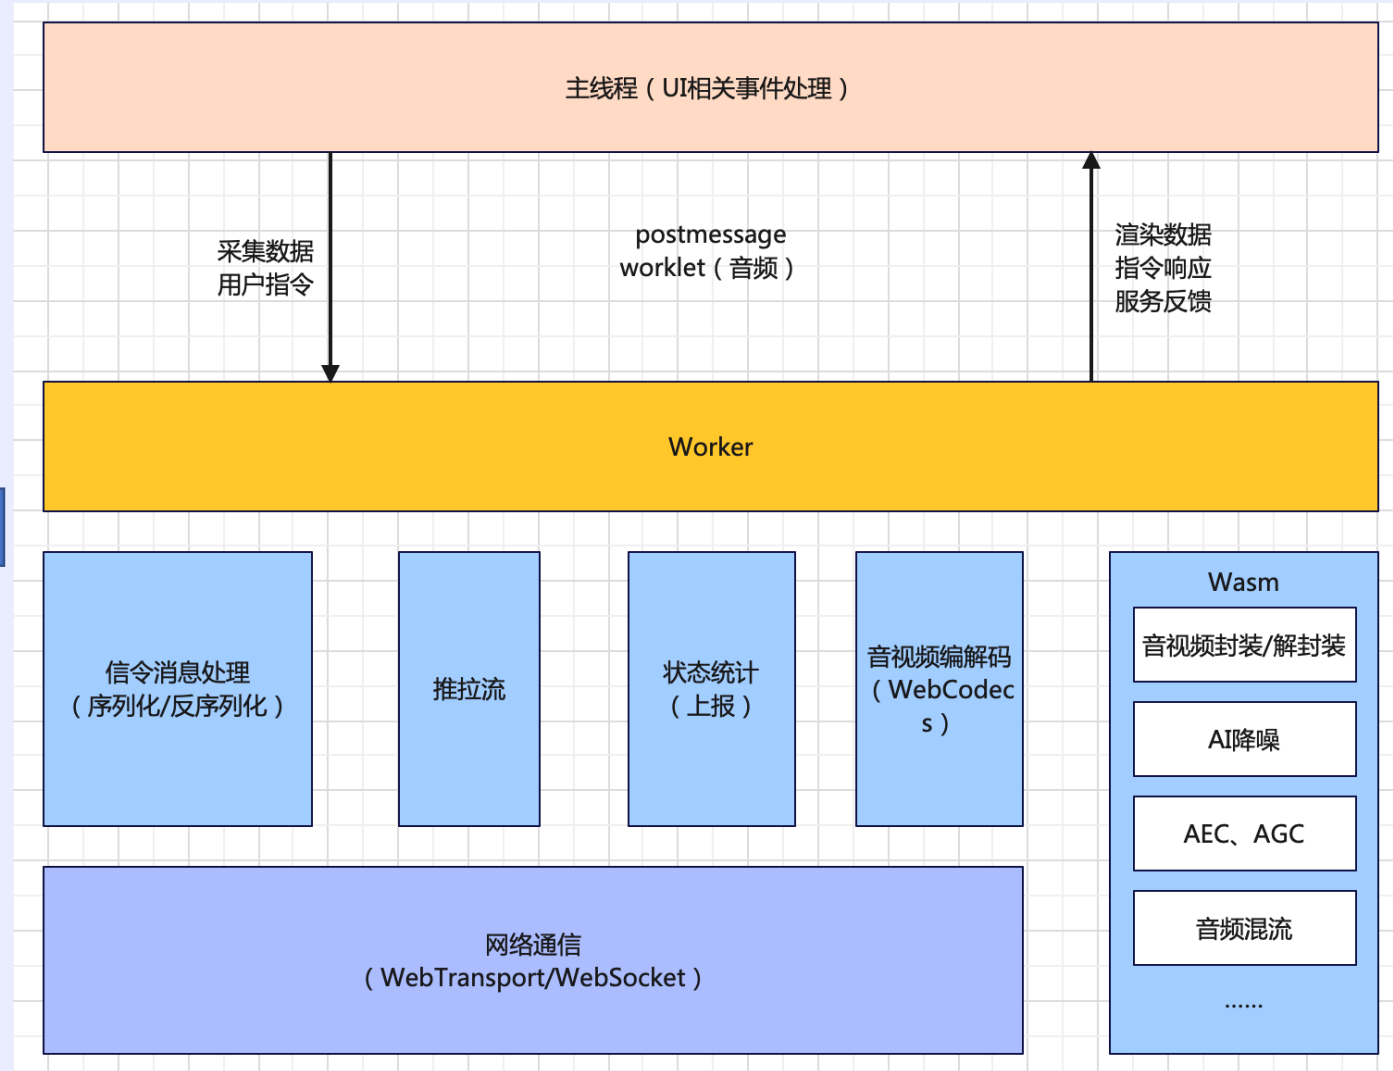 主线程（UI相关事件处理）
采集数据
用户指令
postmessage
worklet（音频）
渲染数据
指令响应
服务反馈
Worker
信令消息处理
（序列化/反序列化）
推拉流
状态统计
（上报）
音视频编解码
（WebCodec
s）
Wasm
音视频封装/解封装
AI降噪
AEC、AGC
音频混流
……
网络通信
（WebTransport/WebSocket）